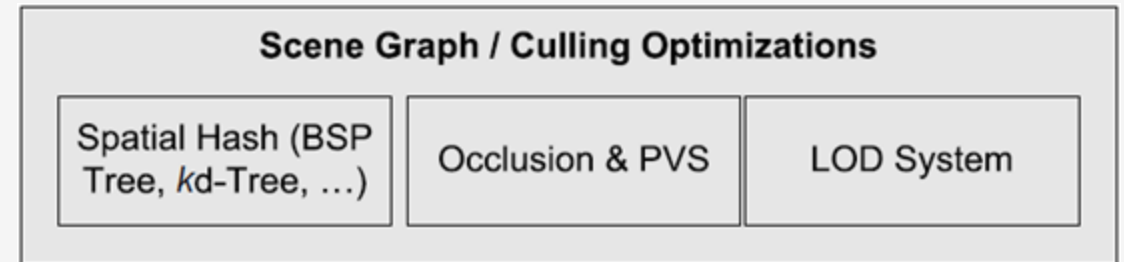 Scene Graph / Culling Optimizations
Spatial Hash (BSP
Tree, kd-Tree, …)
Occlusion & PVS
LOD System